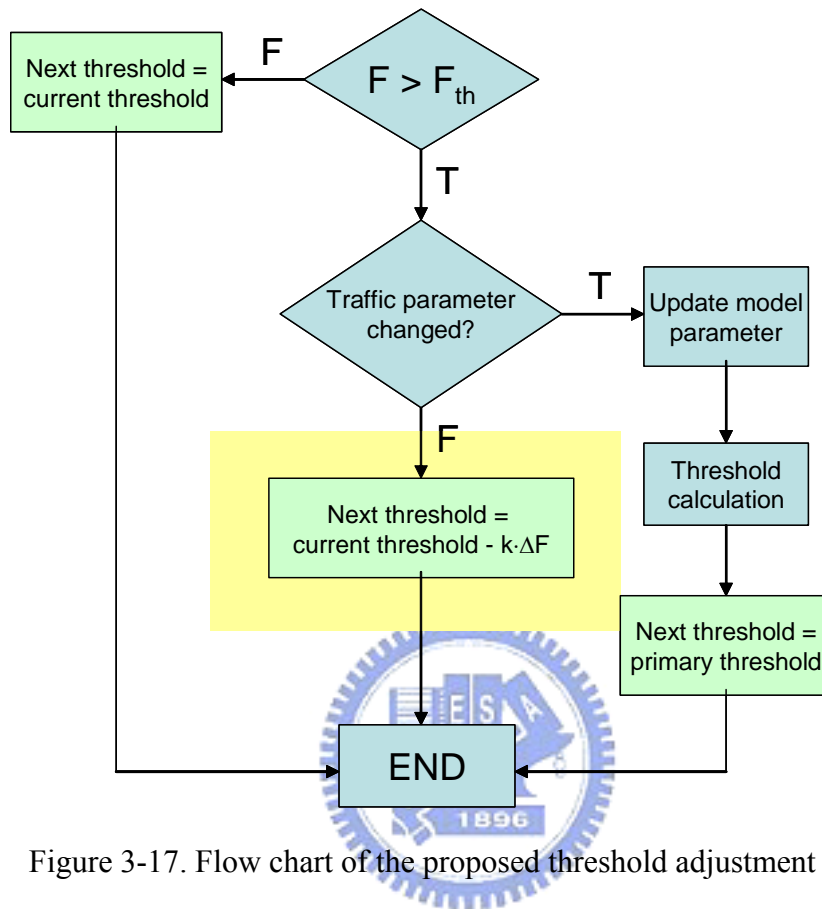 F > Fth
F
Next threshold =
current threshold
T
Traffic parameter
changed?
T
Update model
parameter
F
Threshold
calculation
Next threshold =
current threshold - k·ΔF
Next threshold =
primary threshold
E S A
END
1896
Figure 3-17. Flow chart of the proposed threshold adjustment